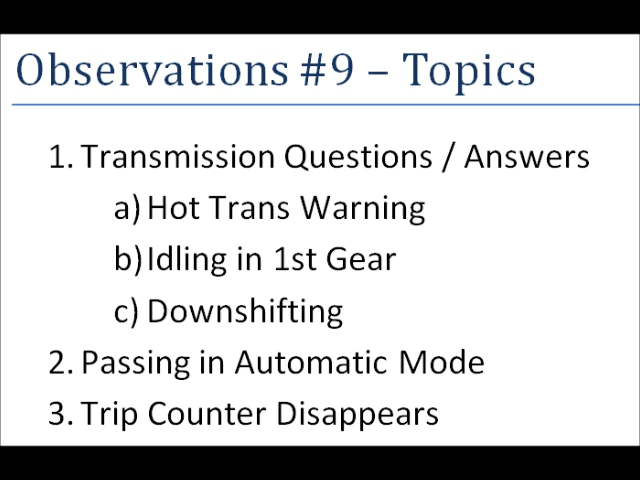 Observations #9 – Topics
1. Transmission Questions / Answers
a) Hot Trans Warning
b) Idling in 1st Gear
c) Downshifting
2. Passing in Automatic Mode
3. Trip Counter Disappears